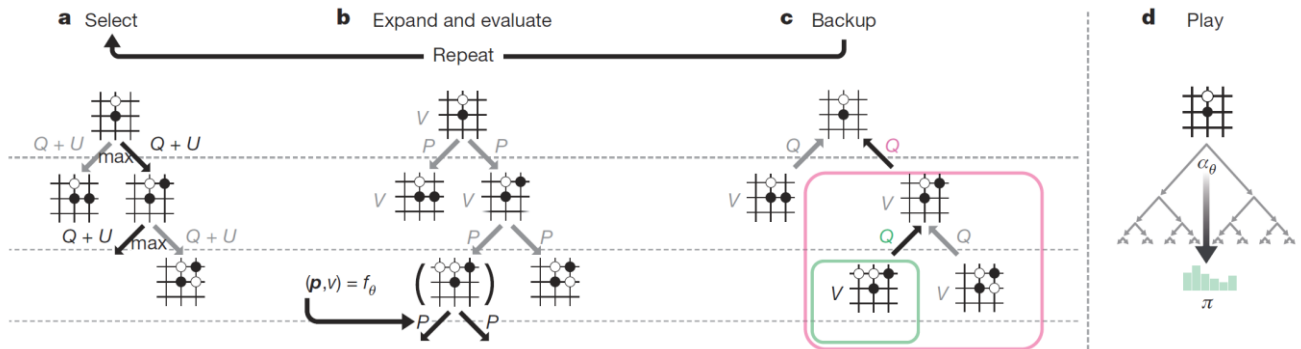 a Select
b Expand and evaluate
c Backup
d Play
Repeat
Q + U
max
Q + U
Q + U
max
Q + U
V
P
P
V
V
P
P
(p,v) = fθ
P
P
Q
Q
V
V
Q
Q
V
V
αθ
π